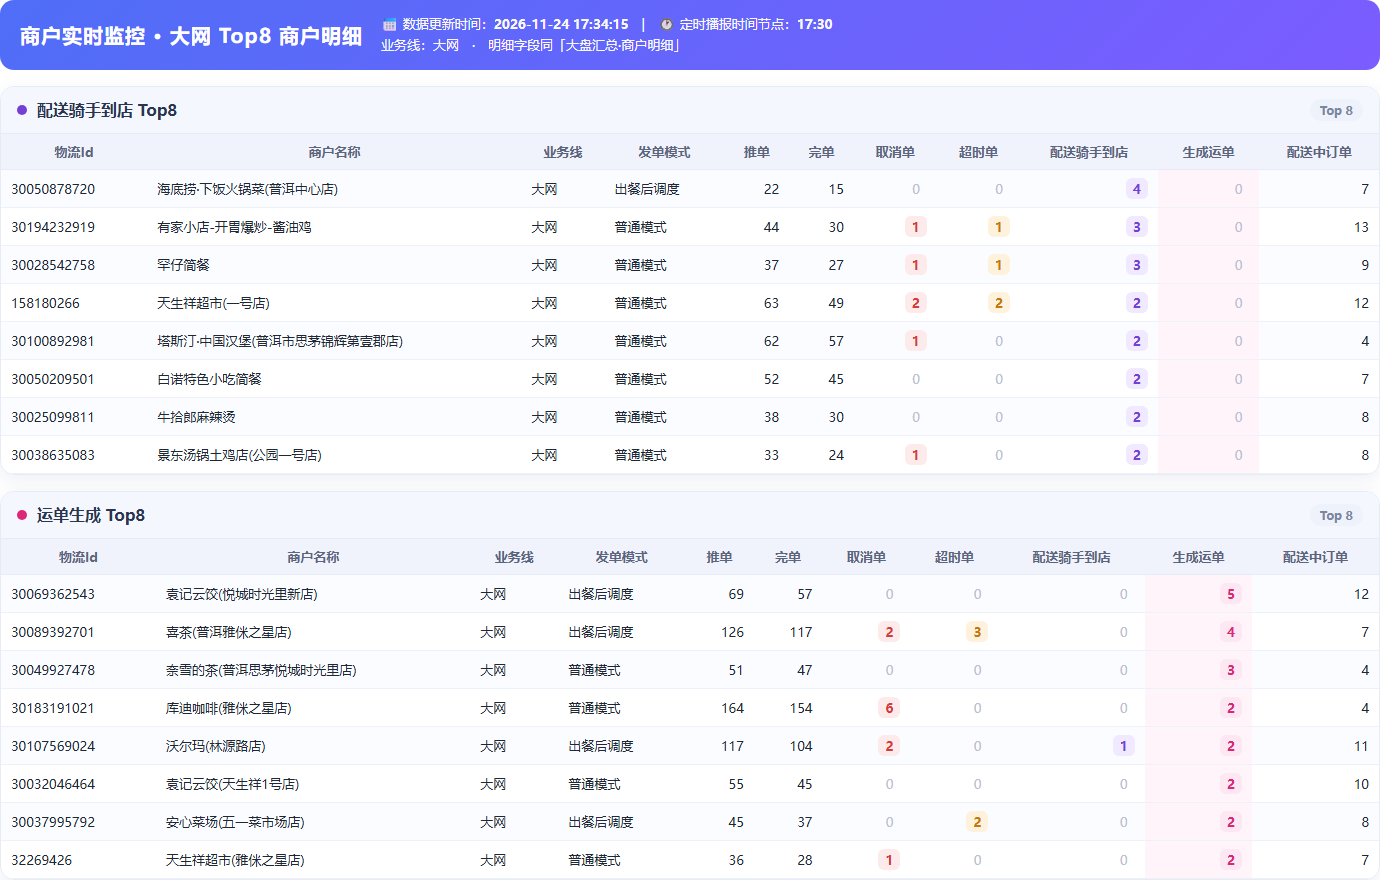 商户实时监控 · 大网 Top8 商户明细
数据更新时间：2026-11-24 17:34:15 | 定时播报时间节点：17:30
业务线：大网 · 明细字段同「大盘汇总·商户明细」
配送骑手到店 Top8 Top 8
物流Id 商户名称 业务线 发单模式 推单 完单 取消单 超时单 配送骑手到店 生成运单 配送中订单
30050878720 海底捞·下饭火锅菜(普洱中心店) 大网 出餐后调度 22 15 0 0 4 0 7
30194232919 有家小店-开胃爆炒-酱油鸡 大网 普通模式 44 30 1 1 3 0 13
30028542758 罕仔简餐 大网 普通模式 37 27 1 1 3 0 9
158180266 天生祥超市(一号店) 大网 普通模式 63 49 2 2 2 0 12
30100892981 塔斯汀·中国汉堡(普洱市思茅锦辉第壹郡店) 大网 普通模式 62 57 1 0 2 0 4
30050209501 白诺特色小吃简餐 大网 普通模式 52 45 0 0 2 0 7
30025099811 牛拾郎麻辣烫 大网 普通模式 38 30 0 0 2 0 8
30038635083 景东汤锅土鸡店(公园一号店) 大网 普通模式 33 24 1 0 2 0 8
运单生成 Top8 Top 8
物流Id 商户名称 业务线 发单模式 推单 完单 取消单 超时单 配送骑手到店 生成运单 配送中订单
30069362543 袁记云饺(悦城时光里新店) 大网 出餐后调度 69 57 0 0 0 5 12
30089392701 喜茶(普洱雅侎之星店) 大网 出餐后调度 126 117 2 3 0 4 7
30049927478 奈雪的茶(普洱思茅悦城时光里店) 大网 普通模式 51 47 0 0 0 3 4
30183191021 库迪咖啡(雅侎之星店) 大网 普通模式 164 154 6 0 0 2 4
30107569024 沃尔玛(林源路店) 大网 出餐后调度 117 104 2 0 1 2 11
30032046464 袁记云饺(天生祥1号店) 大网 普通模式 55 45 0 0 0 2 10
30037995792 安心菜场(五一菜市场店) 大网 出餐后调度 45 37 0 2 0 2 8
32269426 天生祥超市(雅侎之星店) 大网 普通模式 36 28 1 0 0 2 7